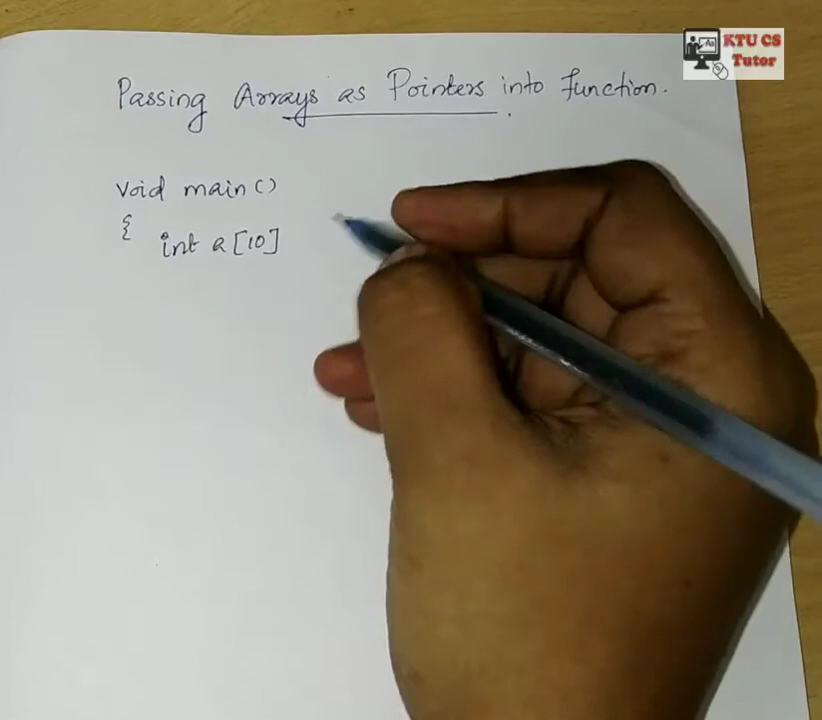 KTU CS
Tutor
Passing Arrays as Pointers into function.
void main()
{
int a[10]